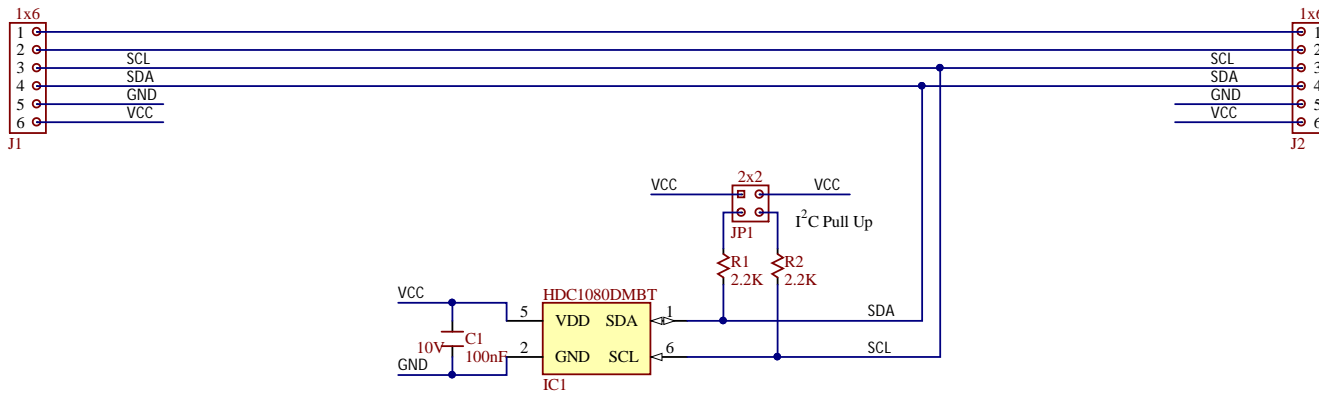 1x6
1x6
1
1
2
2
3
SCL
SCL
3
4
SDA
SDA
4
5
GND
GND
5
6
VCC
VCC
6
J1
J2
2x2
VCC
VCC
I2C Pull Up
JP1
R1
R2
2.2K
2.2K
HDC1080DMBT
VCC
5
VDD
SDA
1
SDA
C1
10V
100nF
2
GND
SCL
6
SCL
GND
IC1